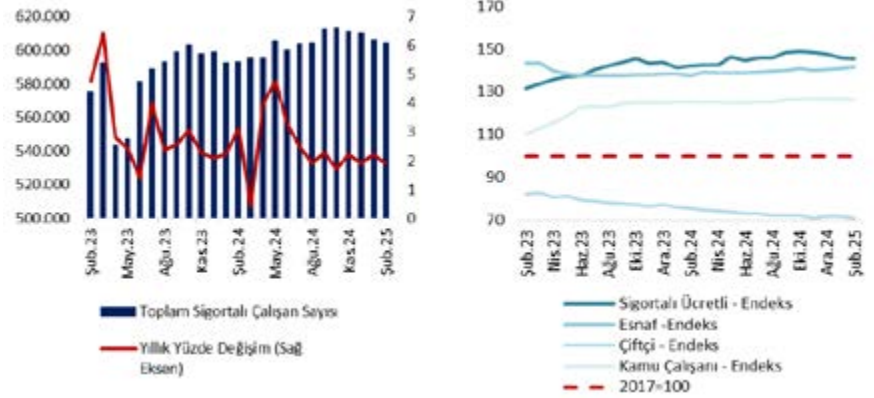 620.000
600.000
580.000
560.000
540.000
520.000
500.000
7
6
5
4
3
2
1
0
Şub.23
May.23
Ağu.23
Kas.23
Şub.24
May.24
Ağu.24
Kas.24
Şub.25
Toplam Sigortalı Çalışan Sayısı
Yıllık Yüzde Değişim (Sağ
Eksen)
170
150
130
110
90
70
Şub.23
Nis.23
Haz.23
Ağu.23
Eki.23
Ara.23
Şub.24
Nis.24
Haz.24
Ağu.24
Eki.24
Ara.24
Şub.25
Sigortalı Ücretli - Endeks
Esnaf -Endeks
Çiftçi - Endeks
Kamu Çalışanı - Endeks
2017=100